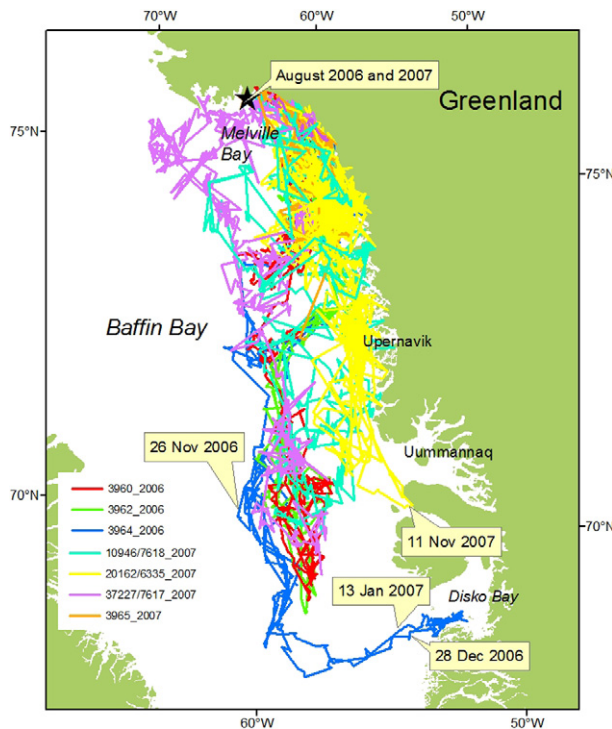 70°W
60°W
50°W
August 2006 and 2007
Greenland
75°N
Melville
Bay
75°N
Baffin Bay
Upernavik
26 Nov 2006
Uummannaq
3960_2006
3962_2006
3964_2006
10946/7618_2007
20162/6335_2007
37227/7617_2007
3965_2007
70°N
70°N
11 Nov 2007
13 Jan 2007
Disko Bay
28 Dec 2006
60°W
50°W